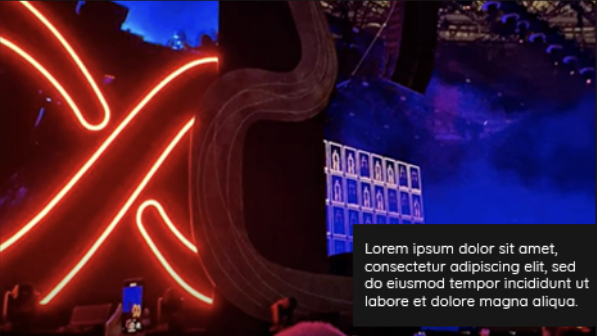 Lorem ipsum dolor sit amet,
consectetur adipiscing elit, sed
do eiusmod tempor incididunt ut
labore et dolore magna aliqua.